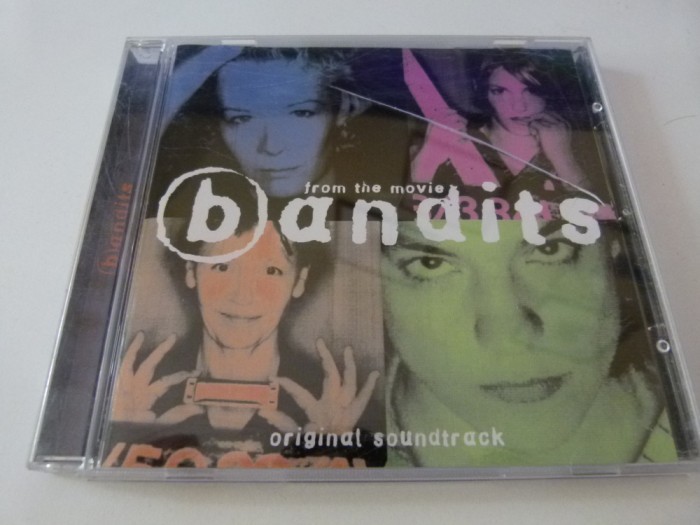 from the movie
bandits
original soundtrack
bandits